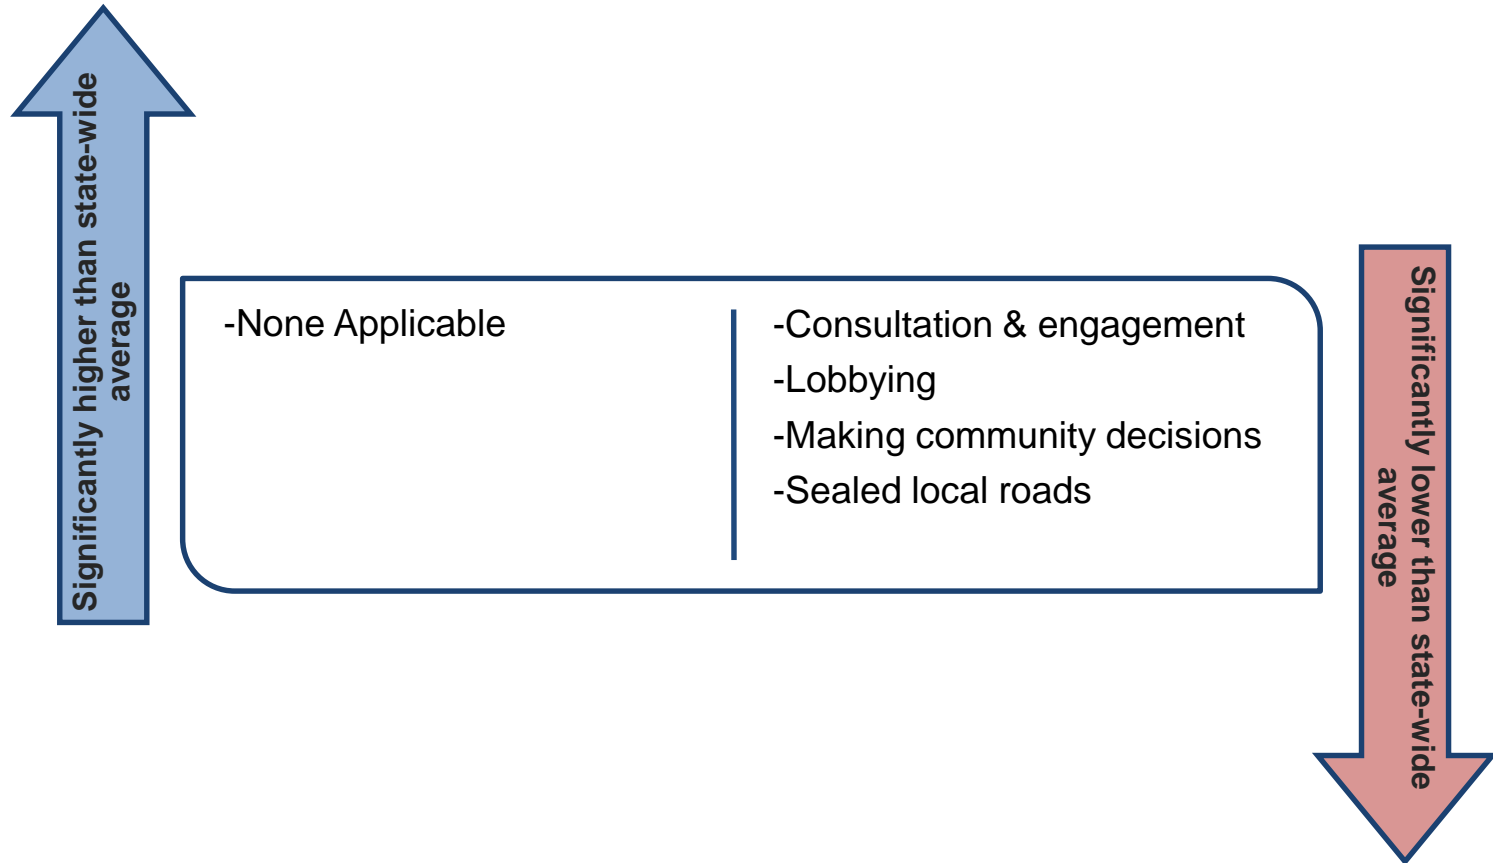 Significantly higher than state-wide
average
-None Applicable
-Consultation & engagement
-Lobbying
-Making community decisions
-Sealed local roads
Significantly lower than state-wide
average